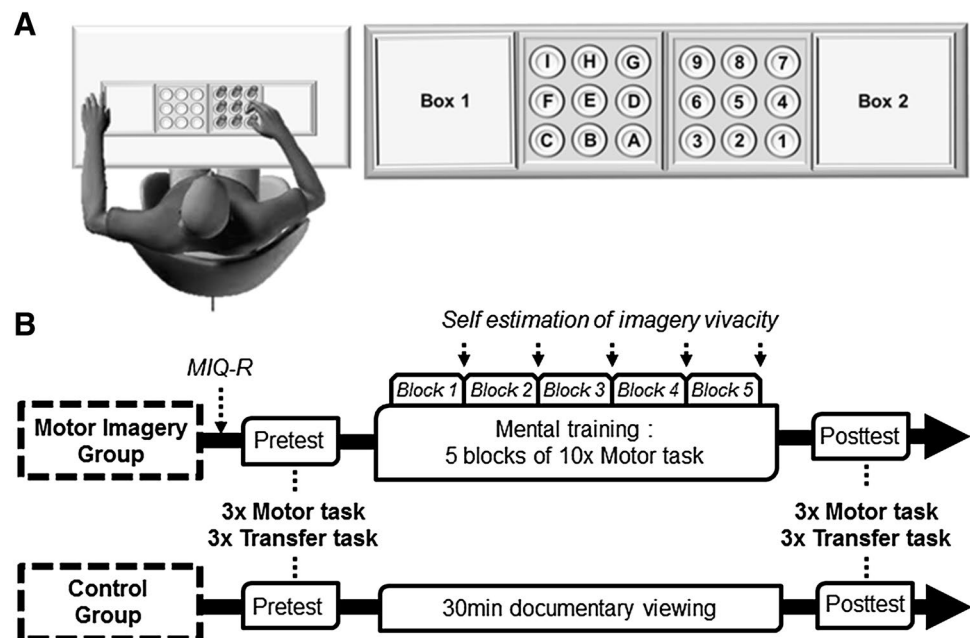 A
Box 1
I H G
F E D
C B A
9 8 7
6 5 4
3 2 1
Box 2
B
Self estimation of imagery vivacity
MIQ-R
Block 1 Block 2 Block 3 Block 4 Block 5
Motor Imagery
Group
Pretest
Mental training :
5 blocks of 10x Motor task
Posttest
3x Motor task
3x Transfer task
3x Motor task
3x Transfer task
Control
Group
Pretest
30min documentary viewing
Posttest